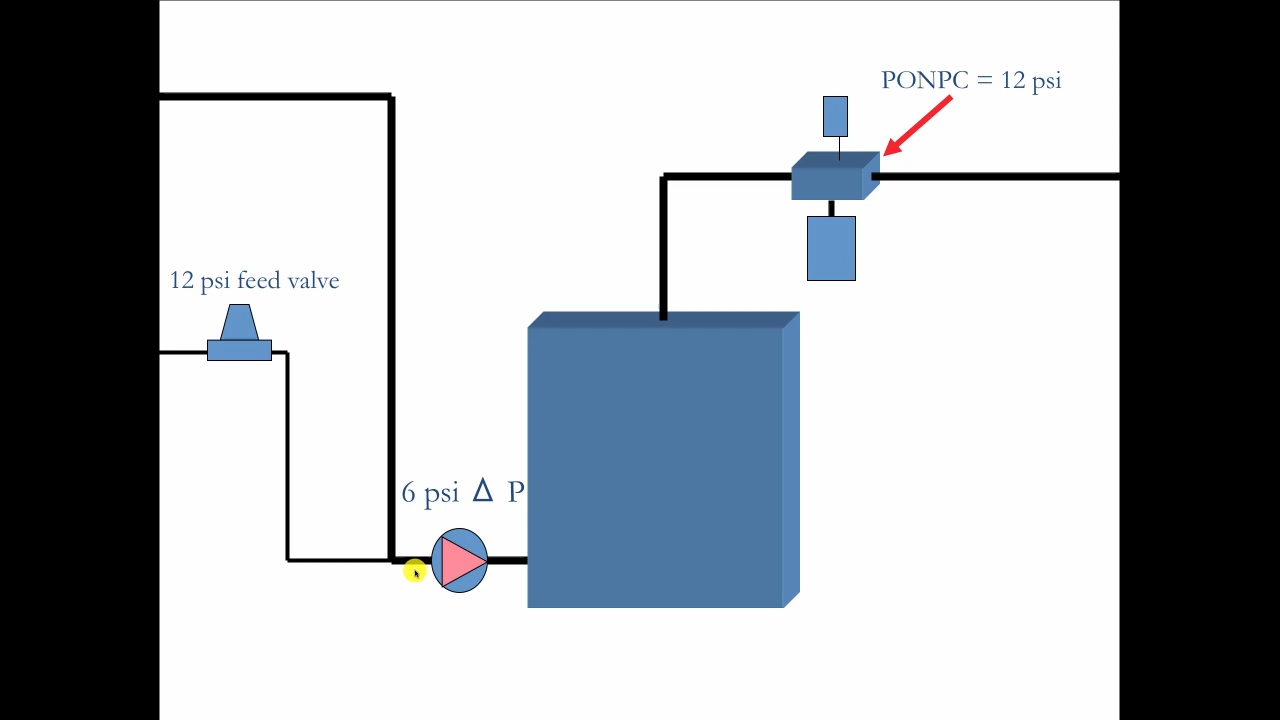 PONPC = 12 psi
12 psi feed valve
6 psi Δ P